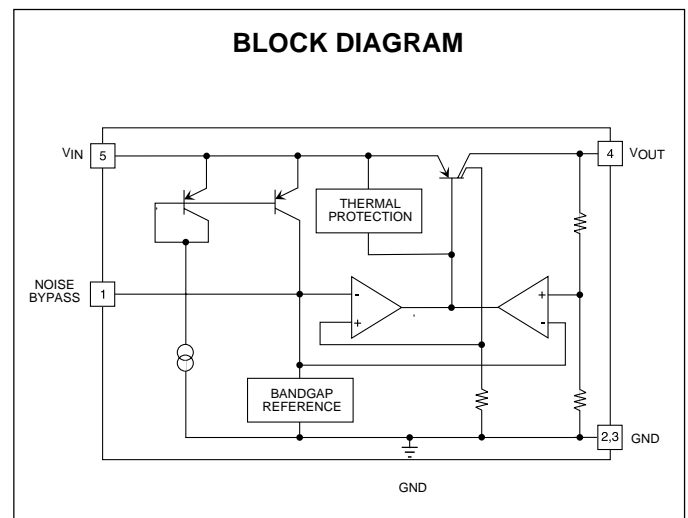 BLOCK DIAGRAM
VIN
5
4
VOUT
THERMAL
PROTECTION
NOISE
BYPASS
1
-
+
+
-
BANDGAP
REFERENCE
2,3
GND
GND